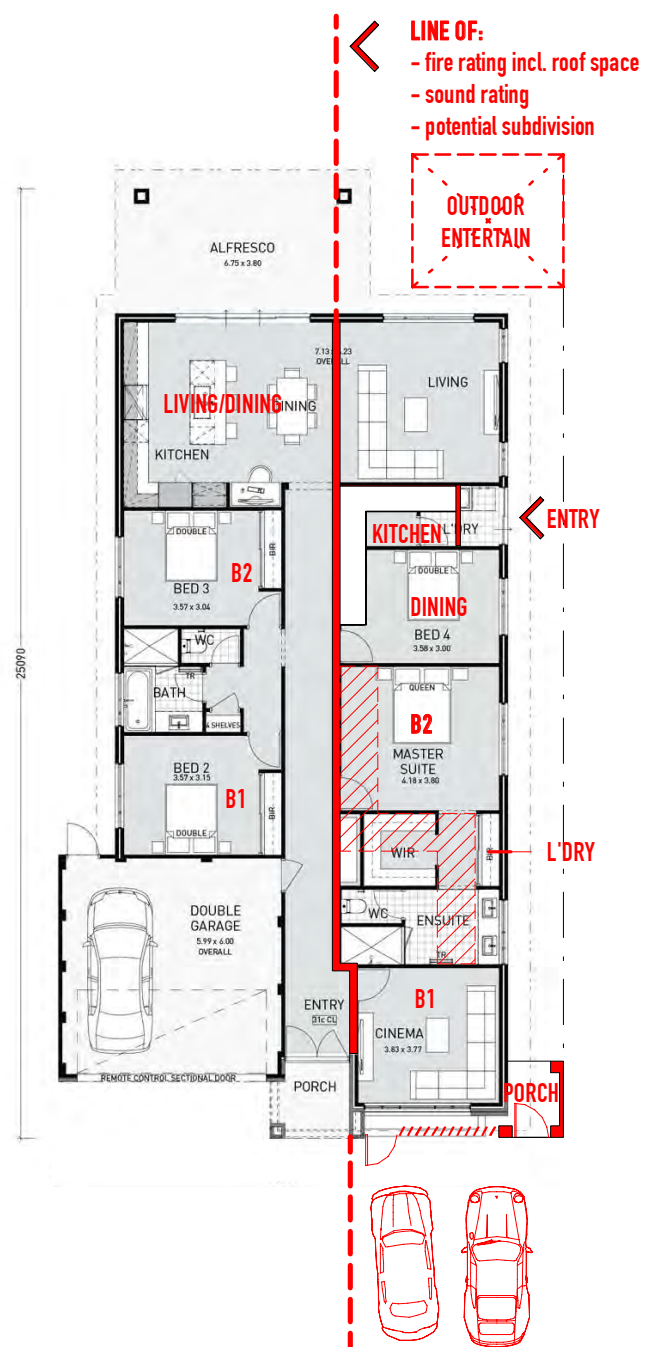 LINE OF:
- fire rating incl. roof space
- sound rating
- potential subdivision
OUTDOOR
ENTERTAIN
ALFRESCO
6.75 x 3.80
OVERALL
LIVING
LIVING/DINING
DINING
KITCHEN
KITCHEN
L'DRY
ENTRY
DOUBLE
BIR
B2
BED 3
3.57 x 3.04
DOUBLE
DINING
BED 4
3.58 x 3.00
WC
TR
BATH
4 SHELVES
25090
QUEEN
B2
MASTER
SUITE
4.18 x 3.80
BED 2
3.57 x 3.15
B1
BIR
DOUBLE
WIR
BIR
L'DRY
WC
ENSUITE
TR
DOUBLE
GARAGE
5.99 x 6.00
OVERALL
B1
ENTRY
31c CL
CINEMA
3.83 x 3.77
REMOTE CONTROL SECTIONAL DOOR
PORCH
PORCH